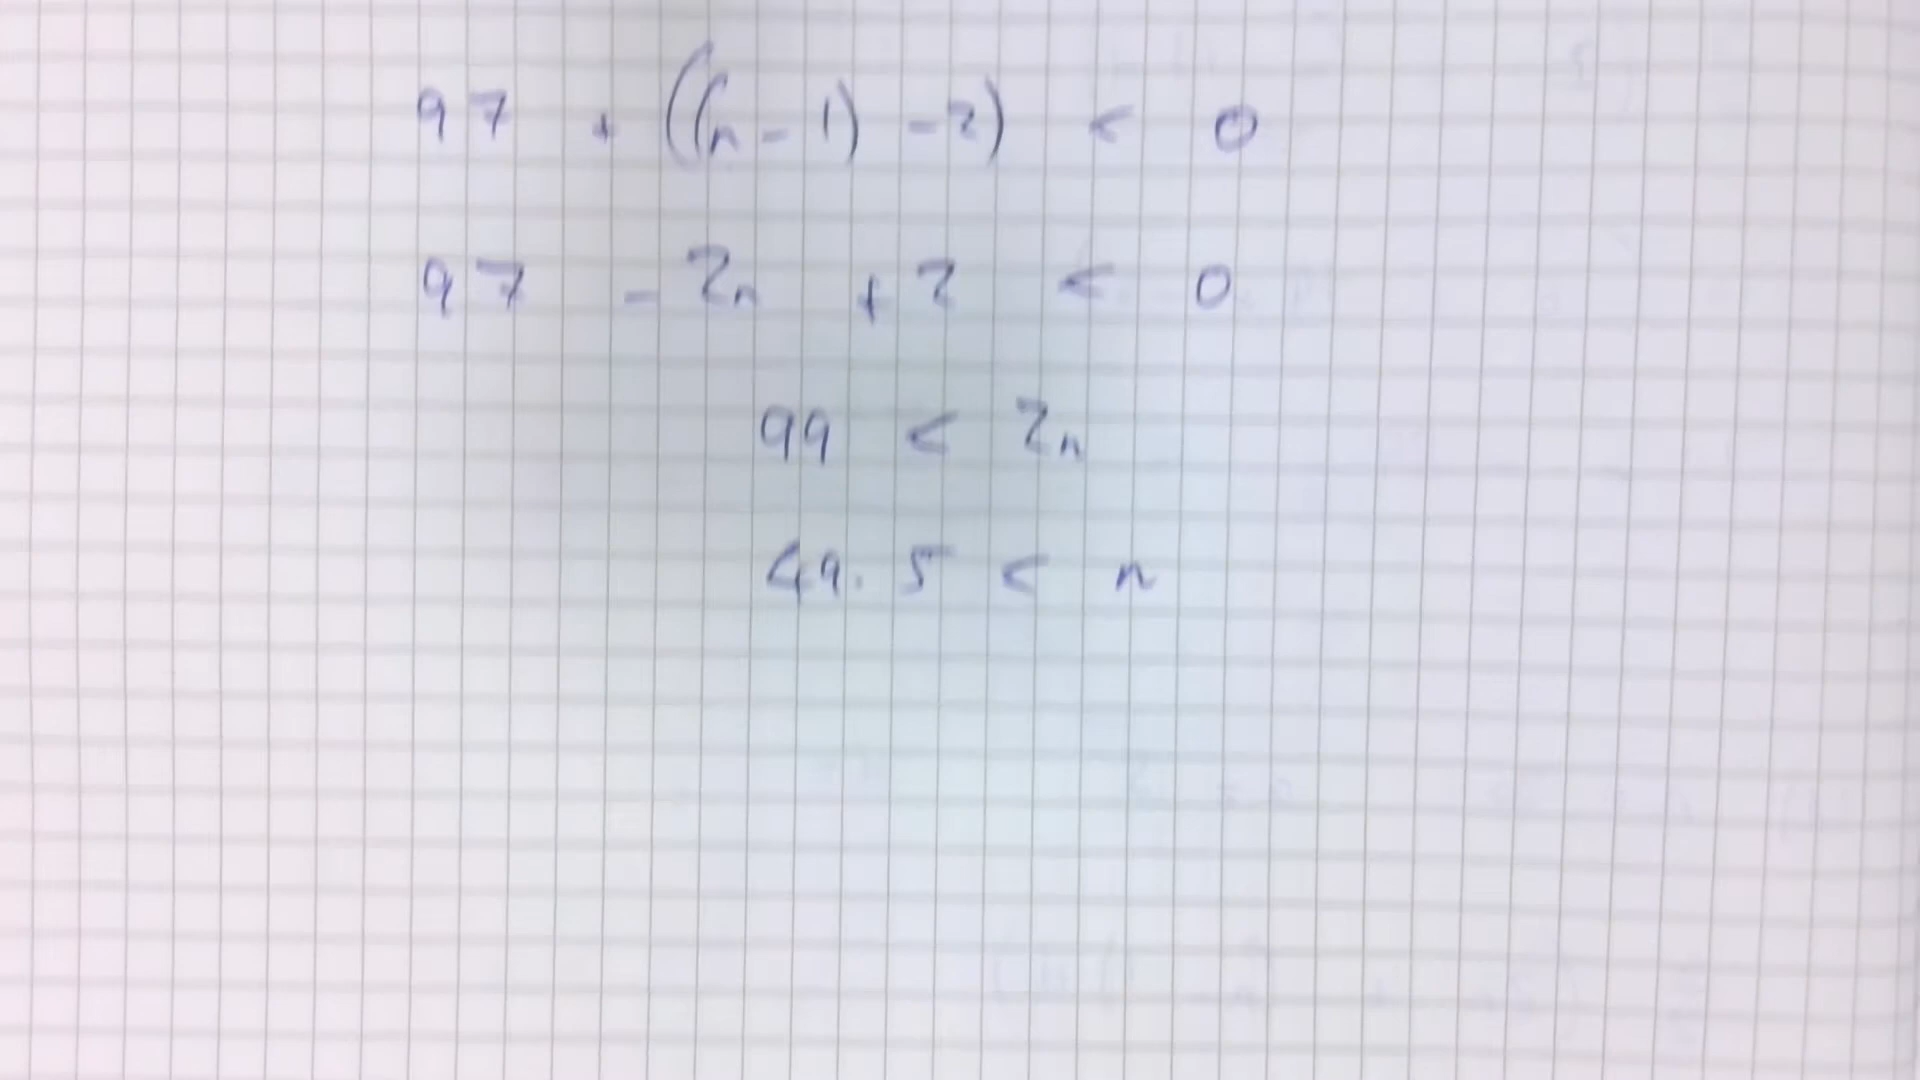 97 + ((n - 1) - 2) < 0
97 - 2n + 2 < 0
99 < 2n
49.5 < n